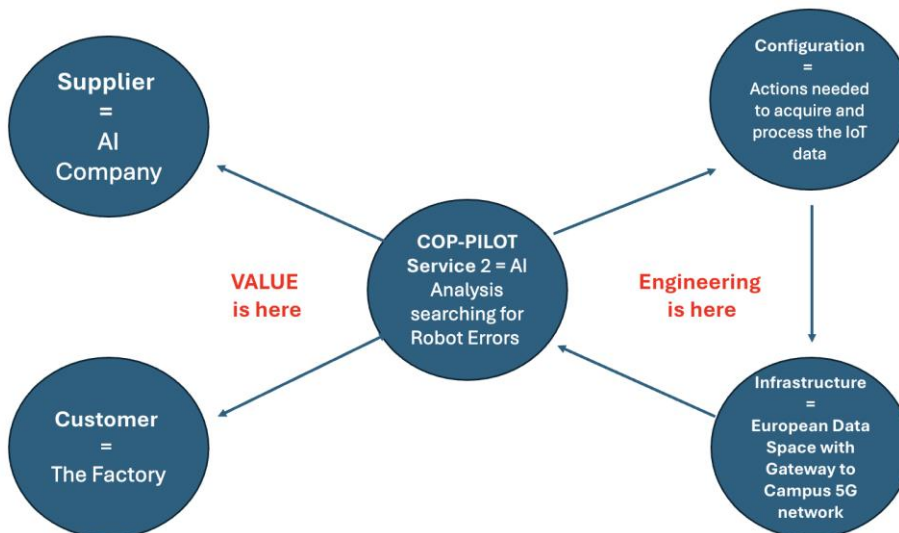 Supplier
=
AI
Company
Configuration
=
Actions needed
to acquire and
process the IoT
data
COP-PILOT
Service 2 = AI
Analysis
searching for
Robot Errors
VALUE
is here
Engineering
is here
Customer
=
The Factory
Infrastructure
=
European Data
Space with
Gateway to
Campus 5G
network